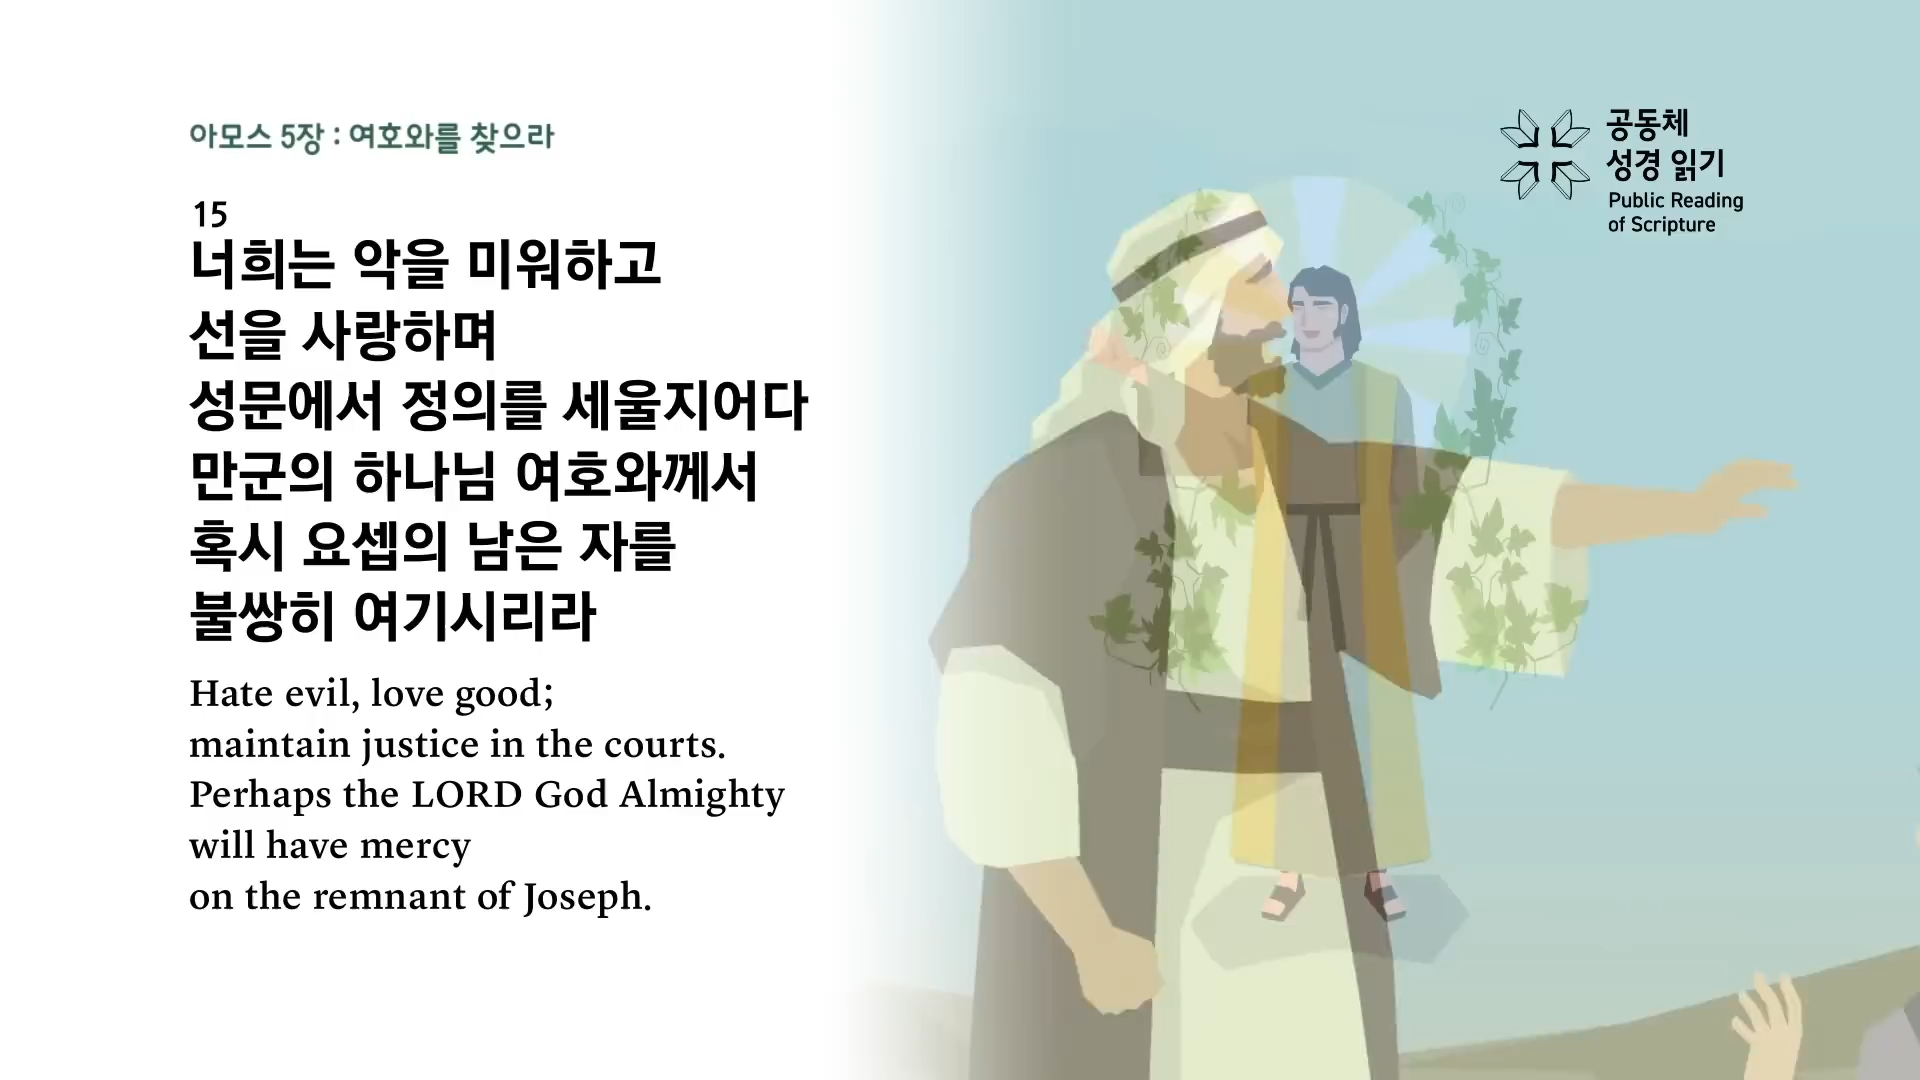 아모스 5장 : 여호와를 찾으라
15
너희는 악을 미워하고
선을 사랑하며
성문에서 정의를 세울지어다
만군의 하나님 여호와께서
혹시 요셉의 남은 자를
불쌍히 여기시리라
Hate evil, love good;
maintain justice in the courts.
Perhaps the LORD God Almighty
will have mercy
on the remnant of Joseph.
공동체
성경 읽기
Public Reading
of Scripture